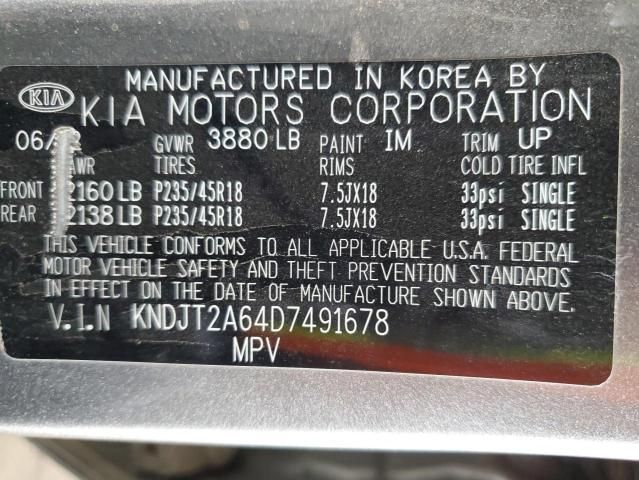 MANUFACTURED IN KOREA BY
KIA KIA MOTORS CORPORATION
06/ GVWR 3880 LB PAINT IM TRIM UP
TIRES RIMS COLD TIRE INFL
FRONT 2160 LB P235/45R18 7.5JX18 33psi SINGLE
REAR 2138 LB P235/45R18 7.5JX18 33psi SINGLE
THIS VEHICLE CONFORMS TO ALL APPLICABLE U.S.A. FEDERAL
MOTOR VEHICLE SAFETY AND THEFT PREVENTION STANDARDS
IN EFFECT ON THE DATE OF MANUFACTURE SHOWN ABOVE.
V.I.N KNDJT2A64D7491678
MPV